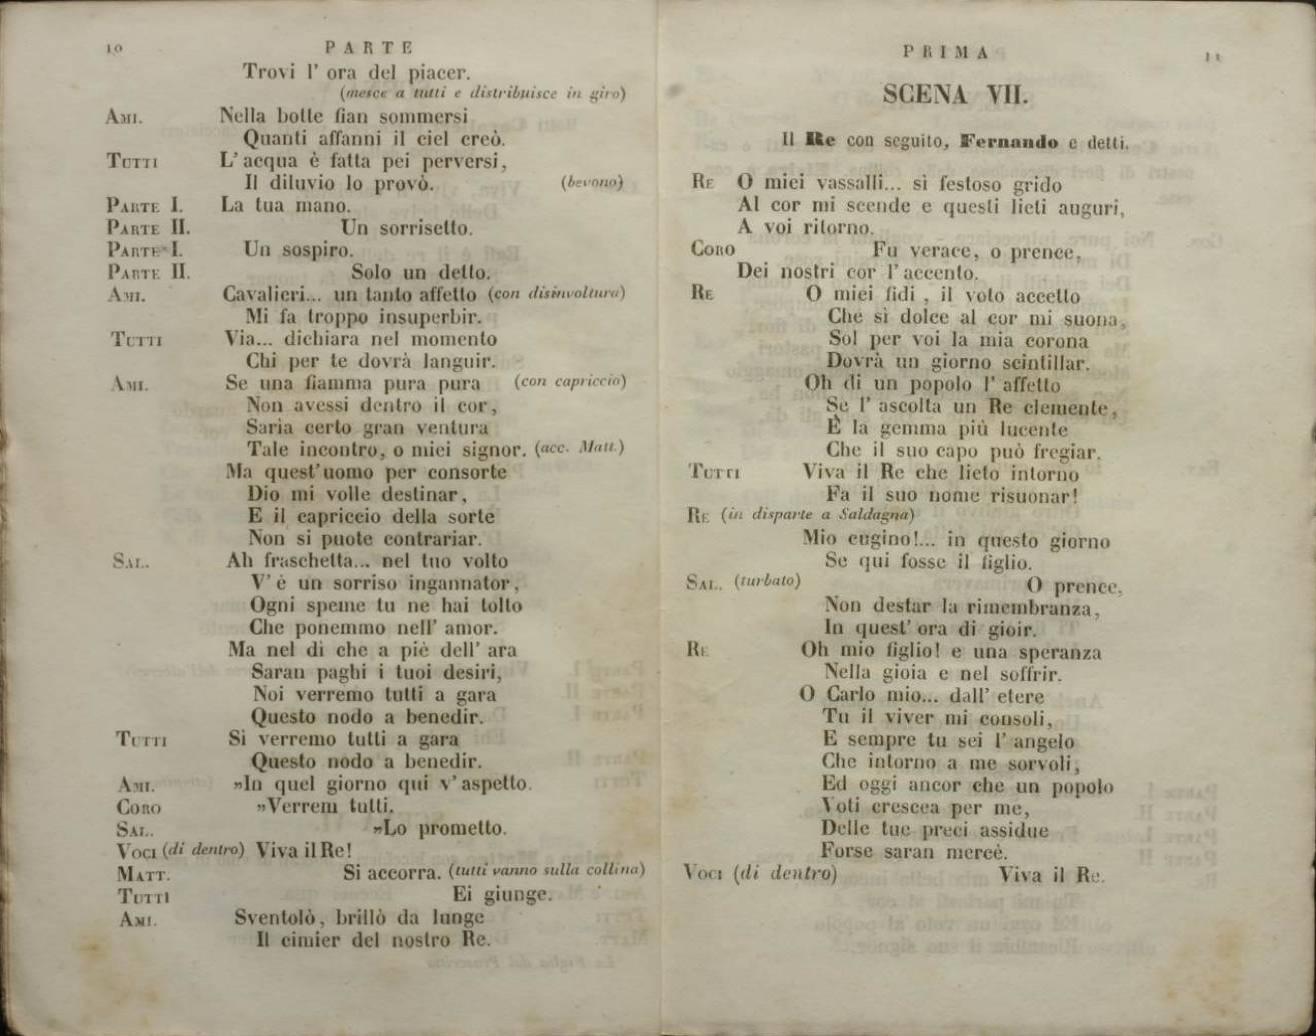 10 PARTE
Trovi l' ora del piacer.
(mesce a tutti e distribuisce in giro)
AMI. Nella botte fian sommersi
Quanti affanni il ciel creò.
TUTTI L' acqua è fatta pei perversi,
Il diluvio lo provò. (bevono)
PARTE I. La tua mano.
PARTE II. Un sorrisetto.
PARTE I. Un sospiro.
PARTE II. Solo un detto.
AMI. Cavalieri... un tanto affetto (con disinvoltura)
Mi fa troppo insuperbir.
TUTTI Via... dichiara nel momento
Chi per te dovrà languir.
AMI. Se una fiamma pura pura (con capriccio)
Non avessi dentro il cor,
Saria certo gran ventura
Tale incontro, o miei signor. (acc. Matt.)
Ma quest'uomo per consorte
Dio mi volle destinar,
E il capriccio della sorte
Non si puote contrariar.
SAL. Ah fraschetta... nel tuo volto
V' è un sorriso ingannator,
Ogni speme tu ne hai tolto
Che ponemmo nell' amor.
Ma nel dì che a piè dell' ara
Saran paghi i tuoi desiri,
Noi verremo tutti a gara
Questo nodo a benedir.
TUTTI Si verremo tutti a gara
Questo nodo a benedir.
AMI. »In quel giorno qui v' aspetto.
CORO »Verrem tutti.
SAL. »Lo prometto.
VOCI (di dentro) Viva il Re!
MATT. Si accorra. (tutti vanno sulla collina)
TUTTI Ei giunge.
AMI. Sventolò, brillò da lunge
Il cimier del nostro Re.
PRIMA 11
SCENA VII.
Il Re con seguito, Fernando e detti.
RE O miei vassalli... sì festoso grido
Al cor mi scende e questi lieti auguri,
A voi ritorno.
CORO Fu verace, o prence,
Dei nostri cor l' accento.
RE O miei fidi, il voto accetto
Che sì dolce al cor mi suona,
Sol per voi la mia corona
Dovrà un giorno scintillar.
Oh di un popolo l' affetto
Se l' ascolta un Re clemente,
È la gemma più lucente
Che il suo capo può fregiar.
TUTTI Viva il Re che lieto intorno
Fa il suo nome risuonar!
RE (in disparte a Saldagna)
Mio cugino!... in questo giorno
Se qui fosse il figlio.
SAL. (turbato) O prence,
Non destar la rimembranza,
In quest' ora di gioir.
RE Oh mio figlio! e una speranza
Nella gioia e nel soffrir.
O Carlo mio... dall' etere
Tu il viver mi consoli,
E sempre tu sei l' angelo
Che intorno a me sorvoli,
Ed oggi ancor che un popolo
Voti crescea per me,
Delle tue preci assidue
Forse saran mercè.
VOCI (di dentro) Viva il Re.